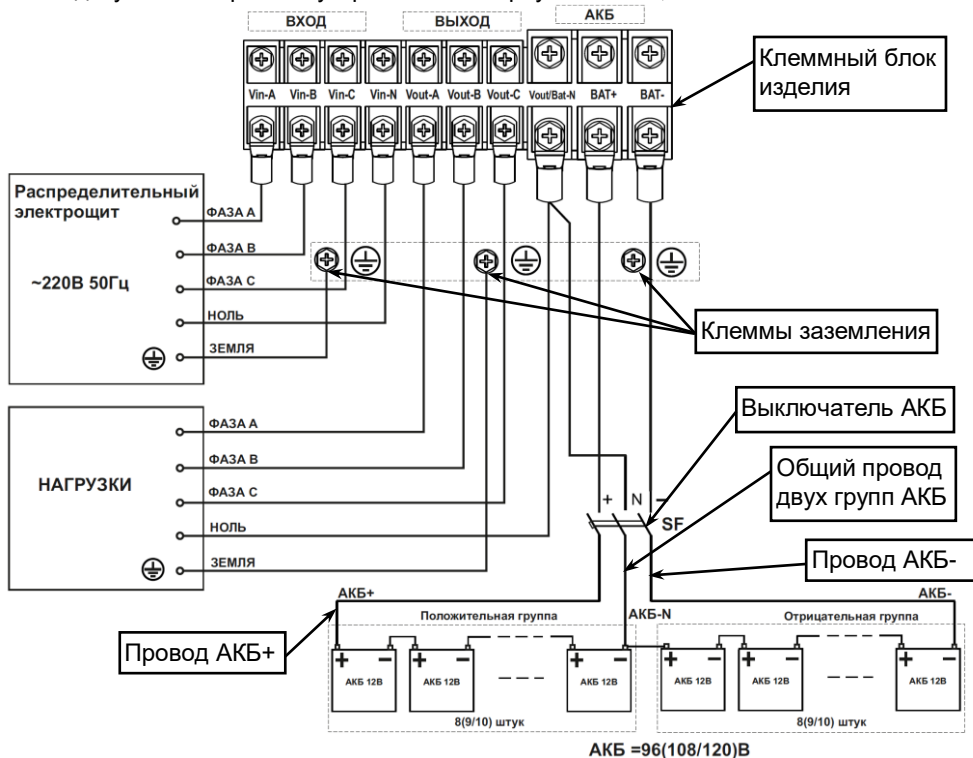 ВХОД ВЫХОД АКБ
Vin-A Vin-B Vin-C Vin-N Vout-A Vout-B Vout-C Vout/Bat-N BAT+ BAT-
Клеммный блок
изделия
Распределительный
электрощит
~220В 50Гц
ФАЗА А
ФАЗА В
ФАЗА С
НОЛЬ
ЗЕМЛЯ
Клеммы заземления
НАГРУЗКИ
ФАЗА А
ФАЗА В
ФАЗА С
НОЛЬ
ЗЕМЛЯ
Выключатель АКБ
Общий провод
двух групп АКБ
+ N −
SF
Провод АКБ-
АКБ+
АКБ-N
АКБ-
Провод АКБ+
Положительная группа
Отрицательная группа
+ − + − + − + − + − + −
АКБ 12В АКБ 12В АКБ 12В АКБ 12В АКБ 12В АКБ 12В
8(9/10) штук
8(9/10) штук
АКБ =96(108/120)В